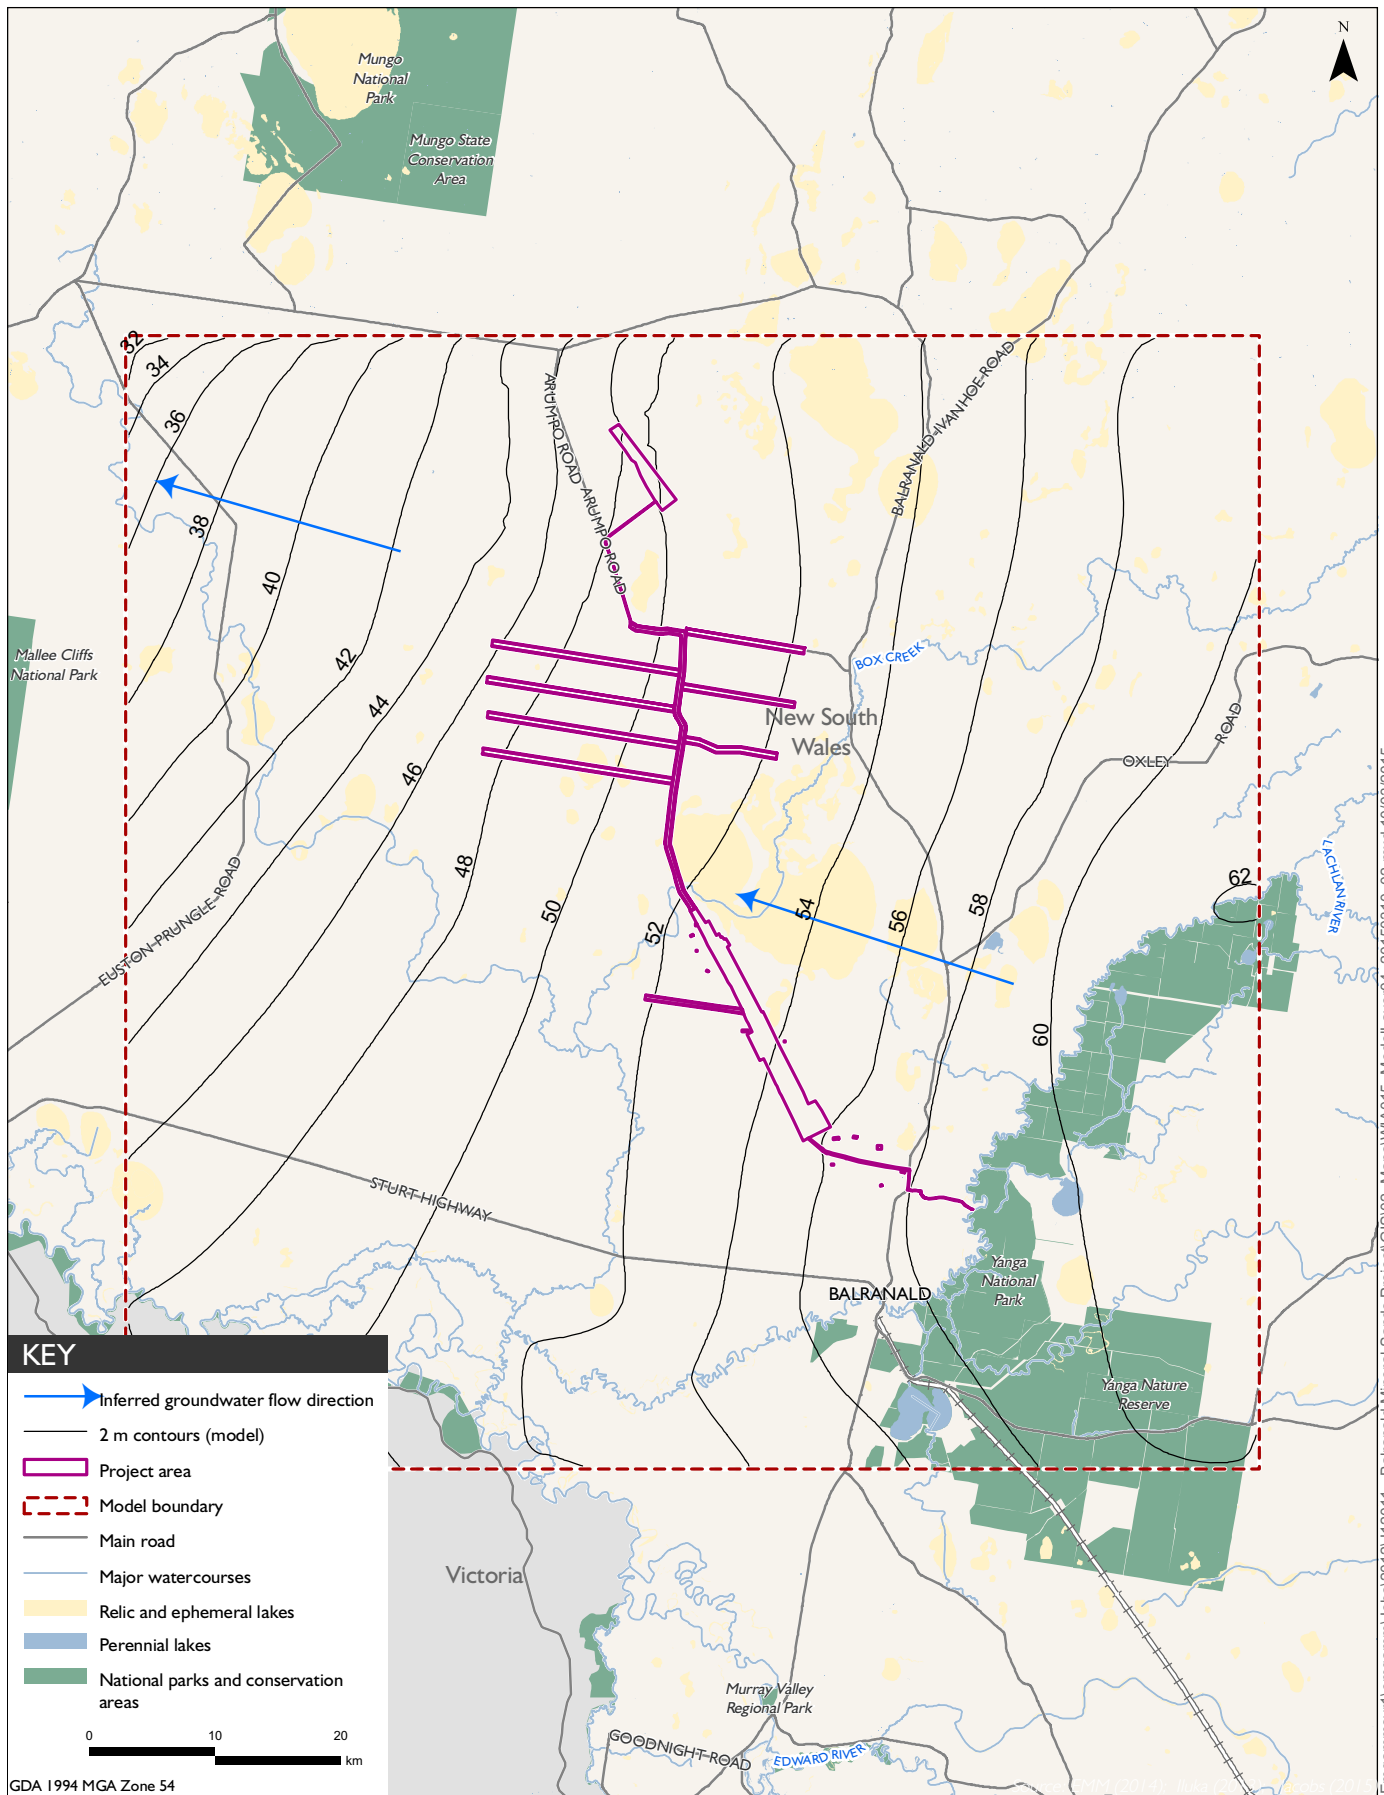 N
Mungo
National
Park
Mungo State
Conservation
Area
32
34
36
38
40
42
44
46
48
50
52
54
56
58
60
62
ARUMPO ROAD
ARUMPO ROAD
BALRANALD-IVANHOE ROAD
Mallee Cliffs
National Park
BOX CREEK
New South
Wales
OXLEY
ROAD
LACHLAN RIVER
EUSTON-PRUNGLE-ROAD
STURT HIGHWAY
BALRANALD
Yanga
National
Park
Yanga Nature
Reserve
Victoria
Murray Valley
Regional Park
GOODNIGHT ROAD
EDWARD RIVER
KEY
Inferred groundwater flow direction
2 m contours (model)
Project area
Model boundary
Main road
Major watercourses
Relic and ephemeral lakes
Perennial lakes
National parks and conservation
areas
0 10 20
km
GDA 1994 MGA Zone 54